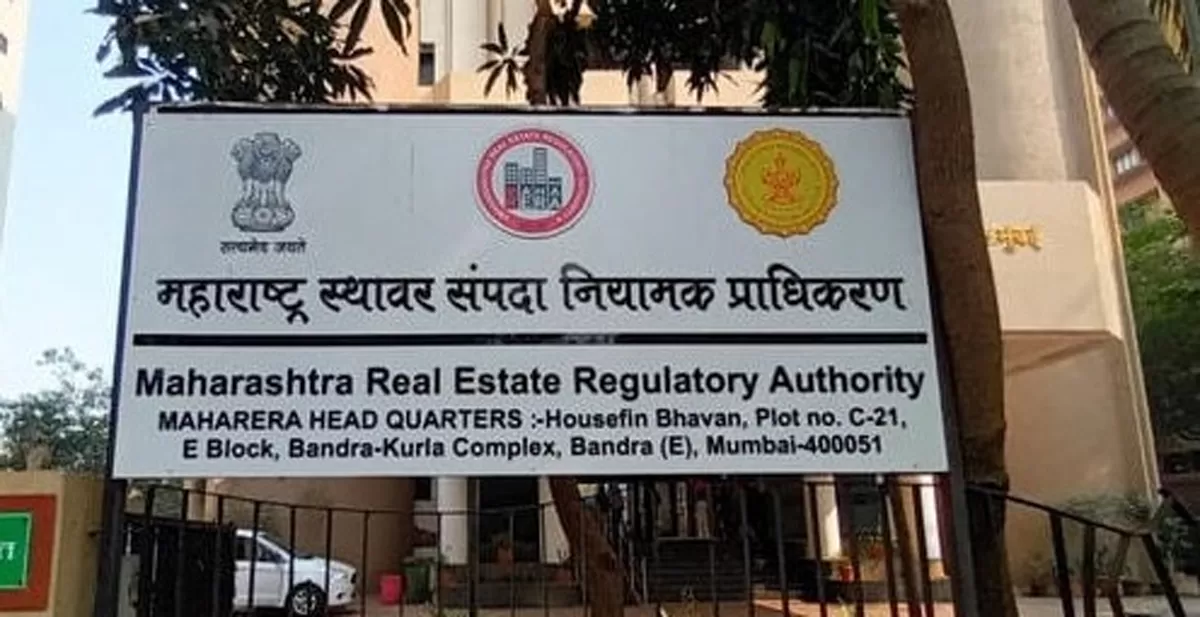 सत्यमेव जयते
महाराष्ट्र स्थावर संपदा नियामक प्राधिकरण
Maharashtra Real Estate Regulatory Authority
MAHARERA HEAD QUARTERS :-Housefin Bhavan, Plot no. C-21,
E Block, Bandra-Kurla Complex, Bandra (E), Mumbai-400051